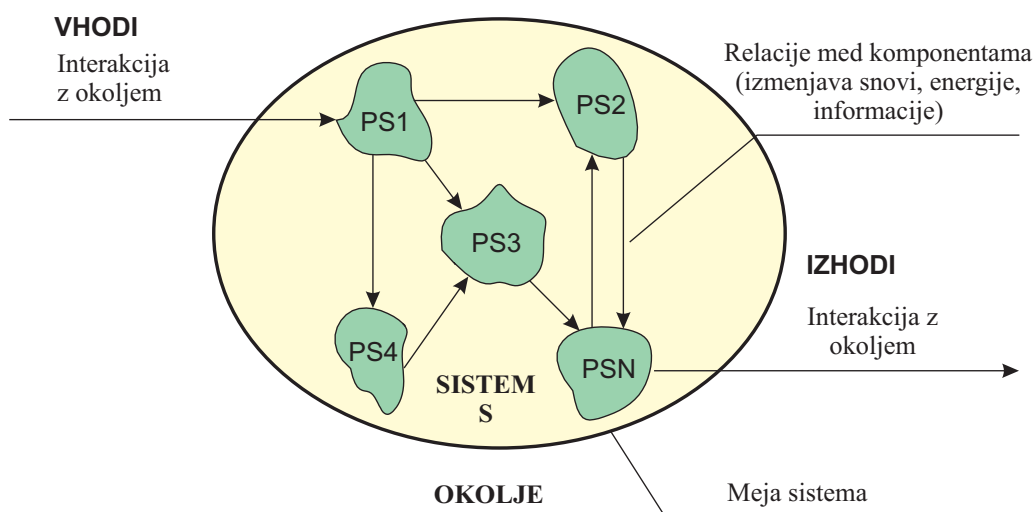 VHODI
Interakcija
z okoljem
Relacije med komponentama
(izmenjava snovi, energije,
informacije)
PS1
PS2
PS3
PS4
PSN
SISTEM
S
IZHODI
Interakcija z
okoljem
OKOLJE
Meja sistema